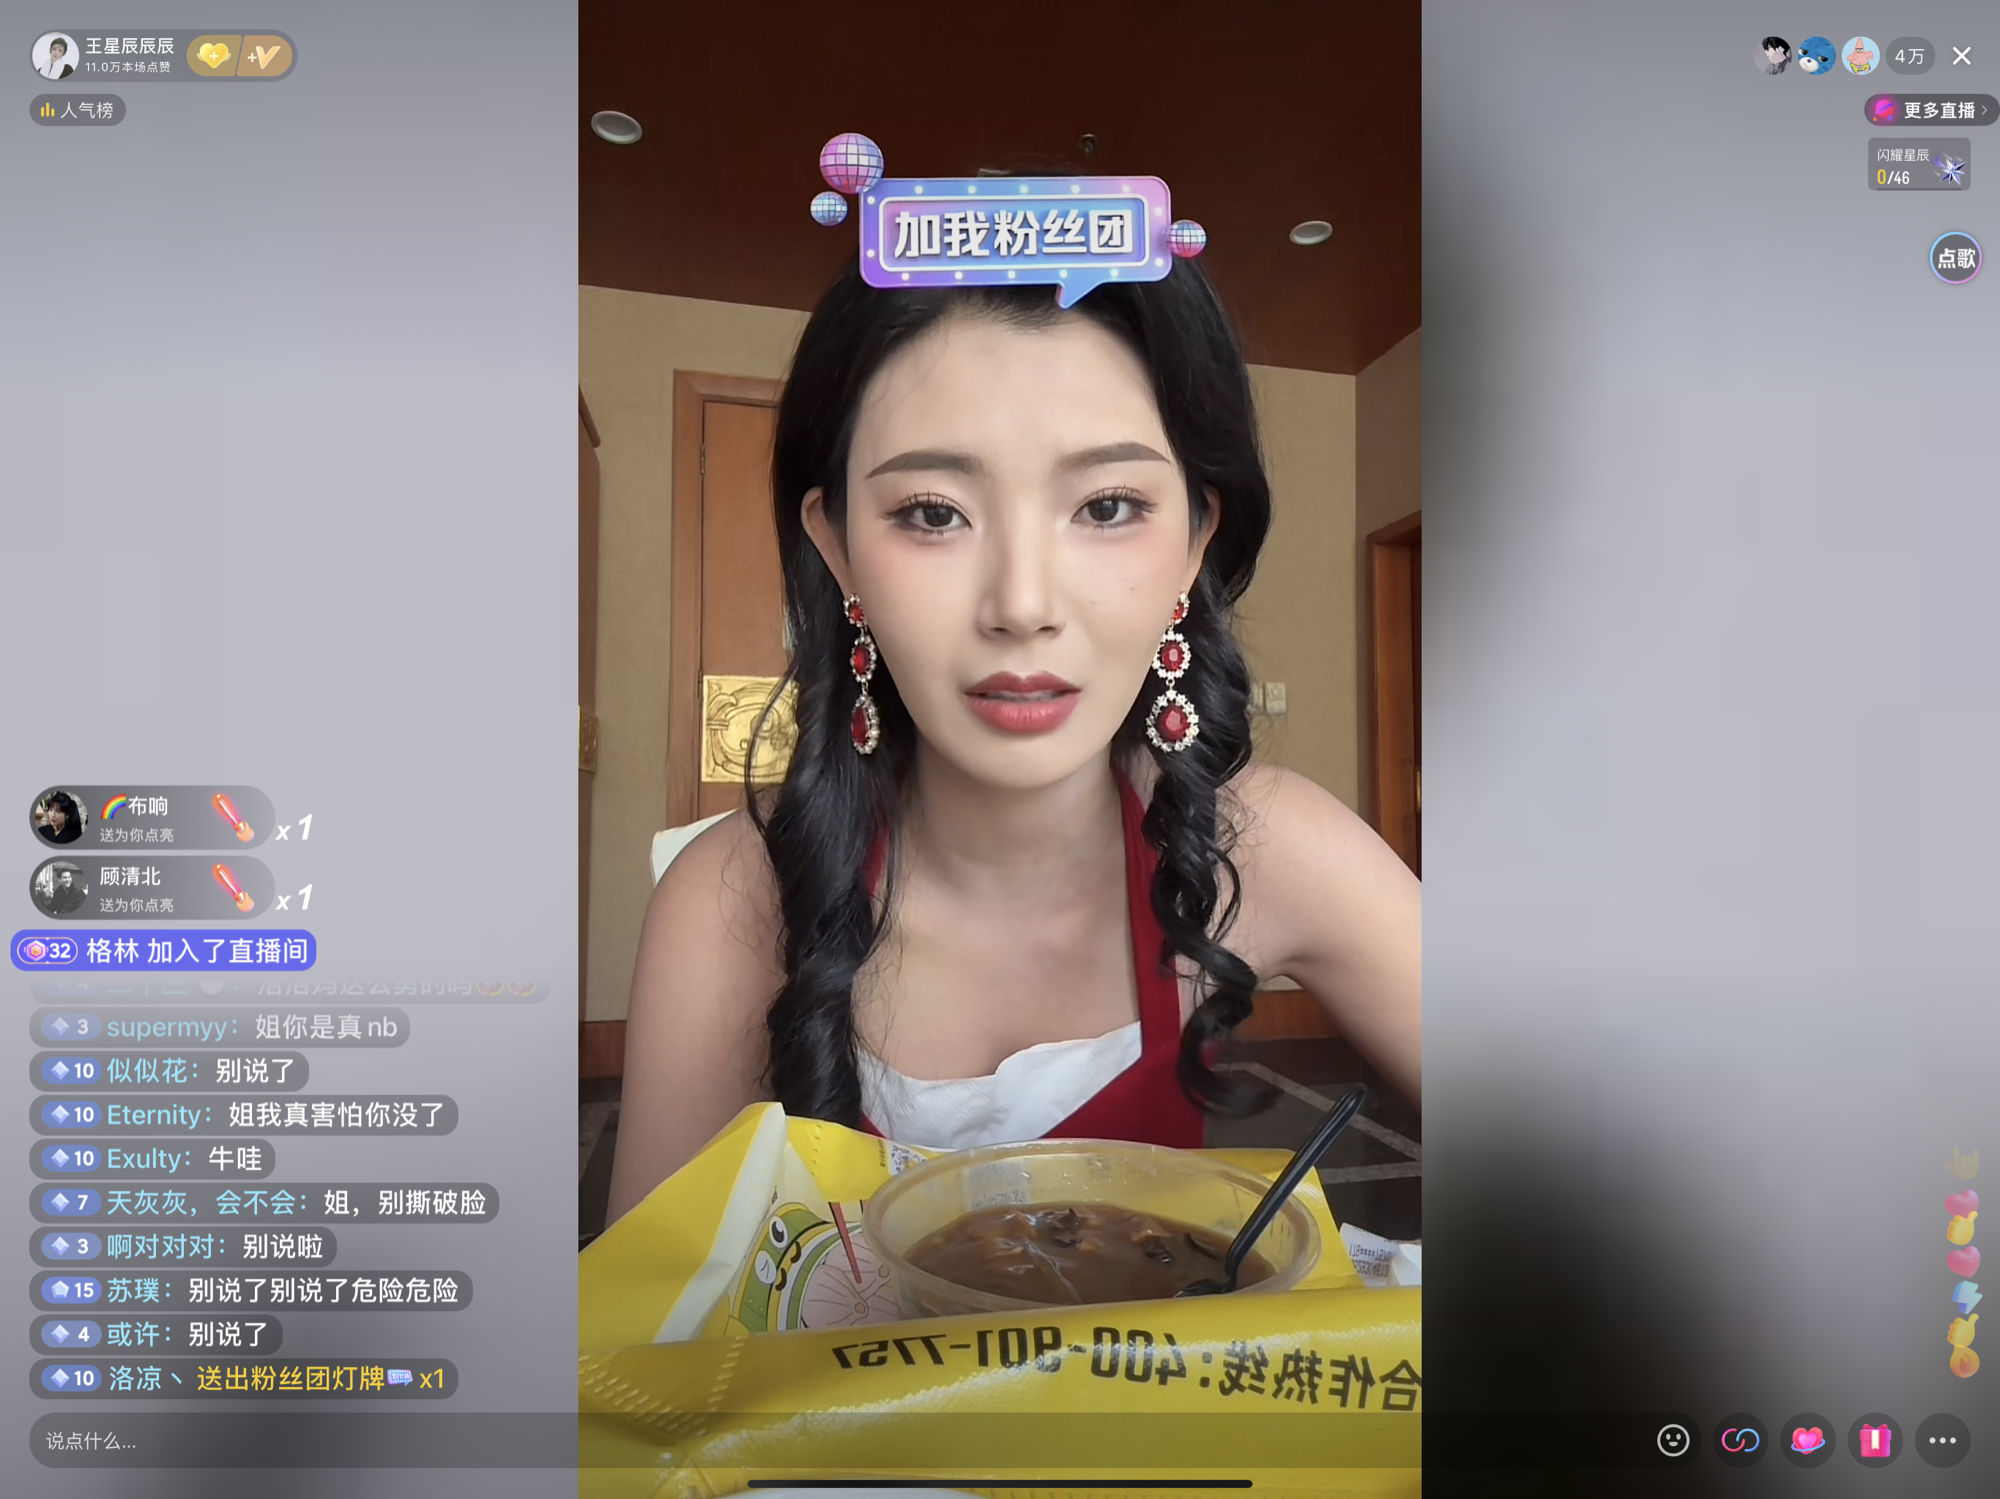 王星辰辰辰
11.0万本场点赞
4万
人气榜
更多直播
闪耀星辰
0/46
点歌
加我粉丝团
🌈布响
送为你点亮
x 1
顾清北
送为你点亮
x 1
32 格林 加入了直播间
3 supermyy：姐你是真nb
10 似似花：别说了
10 Eternity：姐我真害怕你没了
10 Exulty：牛哇
7 天灰灰，会不会：姐，别撕破脸
3 啊对对对：别说啦
15 苏璞：别说了别说了危险危险
4 或许：别说了
10 洛凉丶 送出粉丝团灯牌 x1
合作热线：400-901-7757
说点什么...